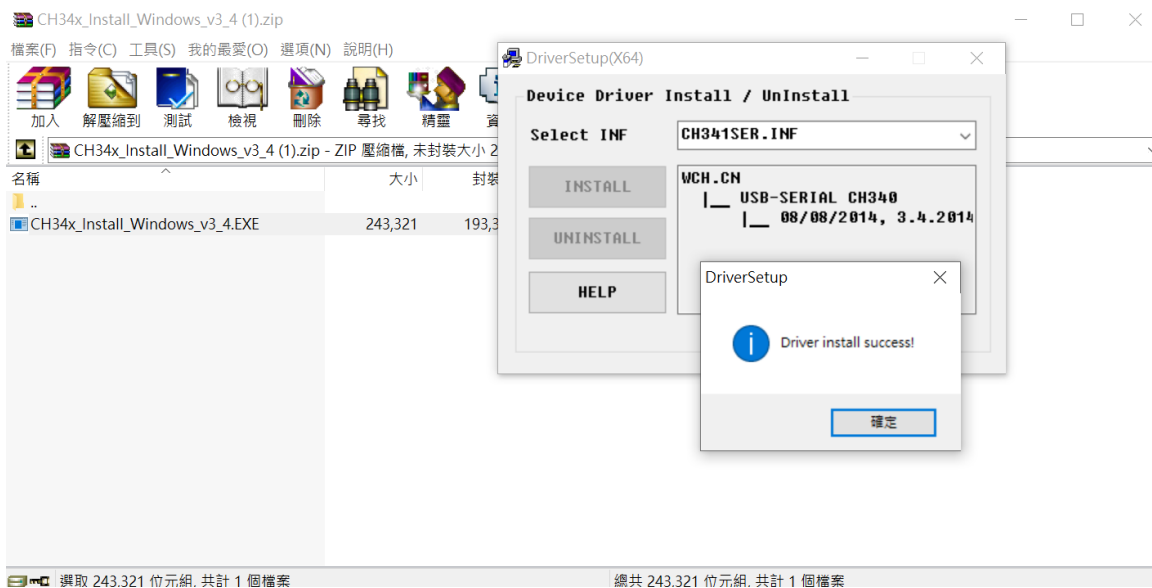 CH34x_Install_Windows_v3_4 (1).zip
檔案(F) 指令(C) 工具(S) 我的最愛(O) 選項(N) 說明(H)
加入 解壓縮到 測試 檢視 刪除 尋找 精靈
CH34x_Install_Windows_v3_4 (1).zip - ZIP 壓縮檔, 未封裝大小 2
名稱 大小 封裝
..
CH34x_Install_Windows_v3_4.EXE 243,321 193,3
DriverSetup(X64)
Device Driver Install / UnInstall
Select INF CH341SER.INF
INSTALL
UNINSTALL
HELP
WCH.CN
|__ USB-SERIAL CH340
|__ 08/08/2014, 3.4.2014
DriverSetup
Driver install success!
確定
選取 243,321 位元組, 共計 1 個檔案
總共 243,321 位元組, 共計 1 個檔案